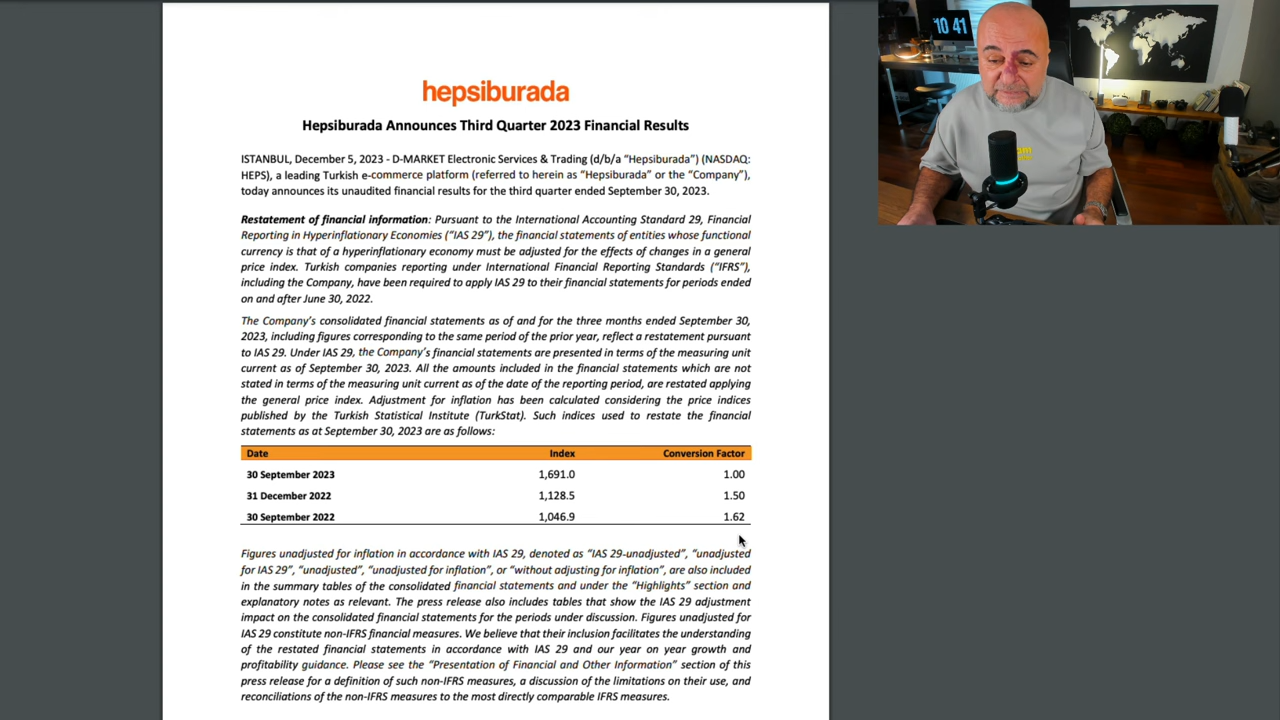 hepsiburada
Hepsiburada Announces Third Quarter 2023 Financial Results
ISTANBUL, December 5, 2023 - D-MARKET Electronic Services & Trading (d/b/a “Hepsiburada”) (NASDAQ:
HEPS), a leading Turkish e-commerce platform (referred to herein as “Hepsiburada” or the “Company”),
today announces its unaudited financial results for the third quarter ended September 30, 2023.
Restatement of financial information: Pursuant to the International Accounting Standard 29, Financial
Reporting in Hyperinflationary Economies (“IAS 29”), the financial statements of entities whose functional
currency is that of a hyperinflationary economy must be adjusted for the effects of changes in a general
price index. Turkish companies reporting under International Financial Reporting Standards (“IFRS”),
including the Company, have been required to apply IAS 29 to their financial statements for periods ended
on and after June 30, 2022.
The Company’s consolidated financial statements as of and for the three months ended September 30,
2023, including figures corresponding to the same period of the prior year, reflect a restatement pursuant
to IAS 29. Under IAS 29, the Company’s financial statements are presented in terms of the measuring unit
current as of September 30, 2023. All the amounts included in the financial statements which are not
stated in terms of the measuring unit current as of the date of the reporting period, are restated applying
the general price index. Adjustment for inflation has been calculated considering the price indices
published by the Turkish Statistical Institute (TurkStat). Such indices used to restate the financial
statements as at September 30, 2023 are as follows:
Date Index Conversion Factor
30 September 2023 1,691.0 1.00
31 December 2022 1,128.5 1.50
30 September 2022 1,046.9 1.62
Figures unadjusted for inflation in accordance with IAS 29, denoted as “IAS 29-unadjusted”, “unadjusted
for IAS 29”, “unadjusted”, “unadjusted for inflation”, or “without adjusting for inflation”, are also included
in the summary tables of the consolidated financial statements and under the “Highlights” section and
explanatory notes as relevant. The press release also includes tables that show the IAS 29 adjustment
impact on the consolidated financial statements for the periods under discussion. Figures unadjusted for
IAS 29 constitute non-IFRS financial measures. We believe that their inclusion facilitates the understanding
of the restated financial statements in accordance with IAS 29 and our year on year growth and
profitability guidance. Please see the “Presentation of Financial and Other Information” section of this
press release for a definition of such non-IFRS measures, a discussion of the limitations on their use, and
reconciliations of the non-IFRS measures to the most directly comparable IFRS measures.
10 41